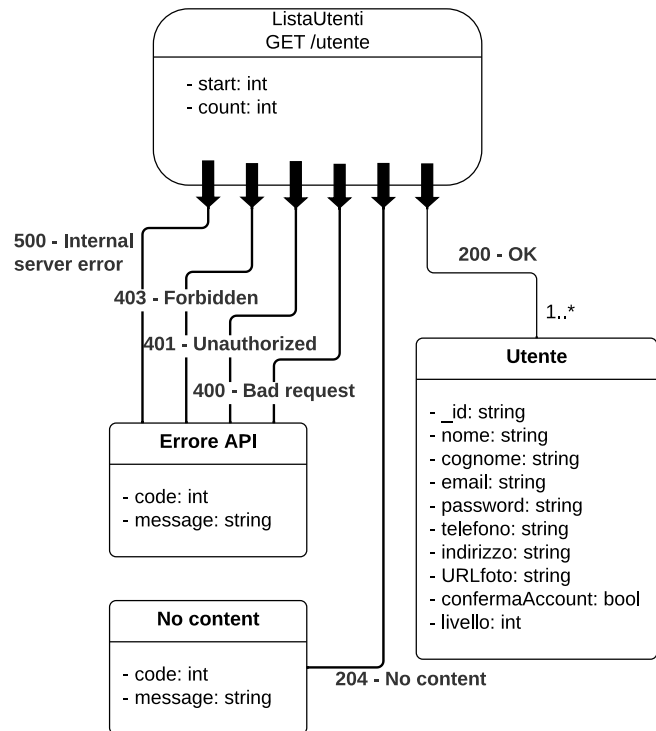 ListaUtenti
GET /utente
- start: int
- count: int
500 - Internal
server error
403 - Forbidden
401 - Unauthorized
400 - Bad request
200 - OK
1..*
Errore API
- code: int
- message: string
No content
- code: int
- message: string
204 - No content
Utente
- _id: string
- nome: string
- cognome: string
- email: string
- password: string
- telefono: string
- indirizzo: string
- URLfoto: string
- confermaAccount: bool
- livello: int